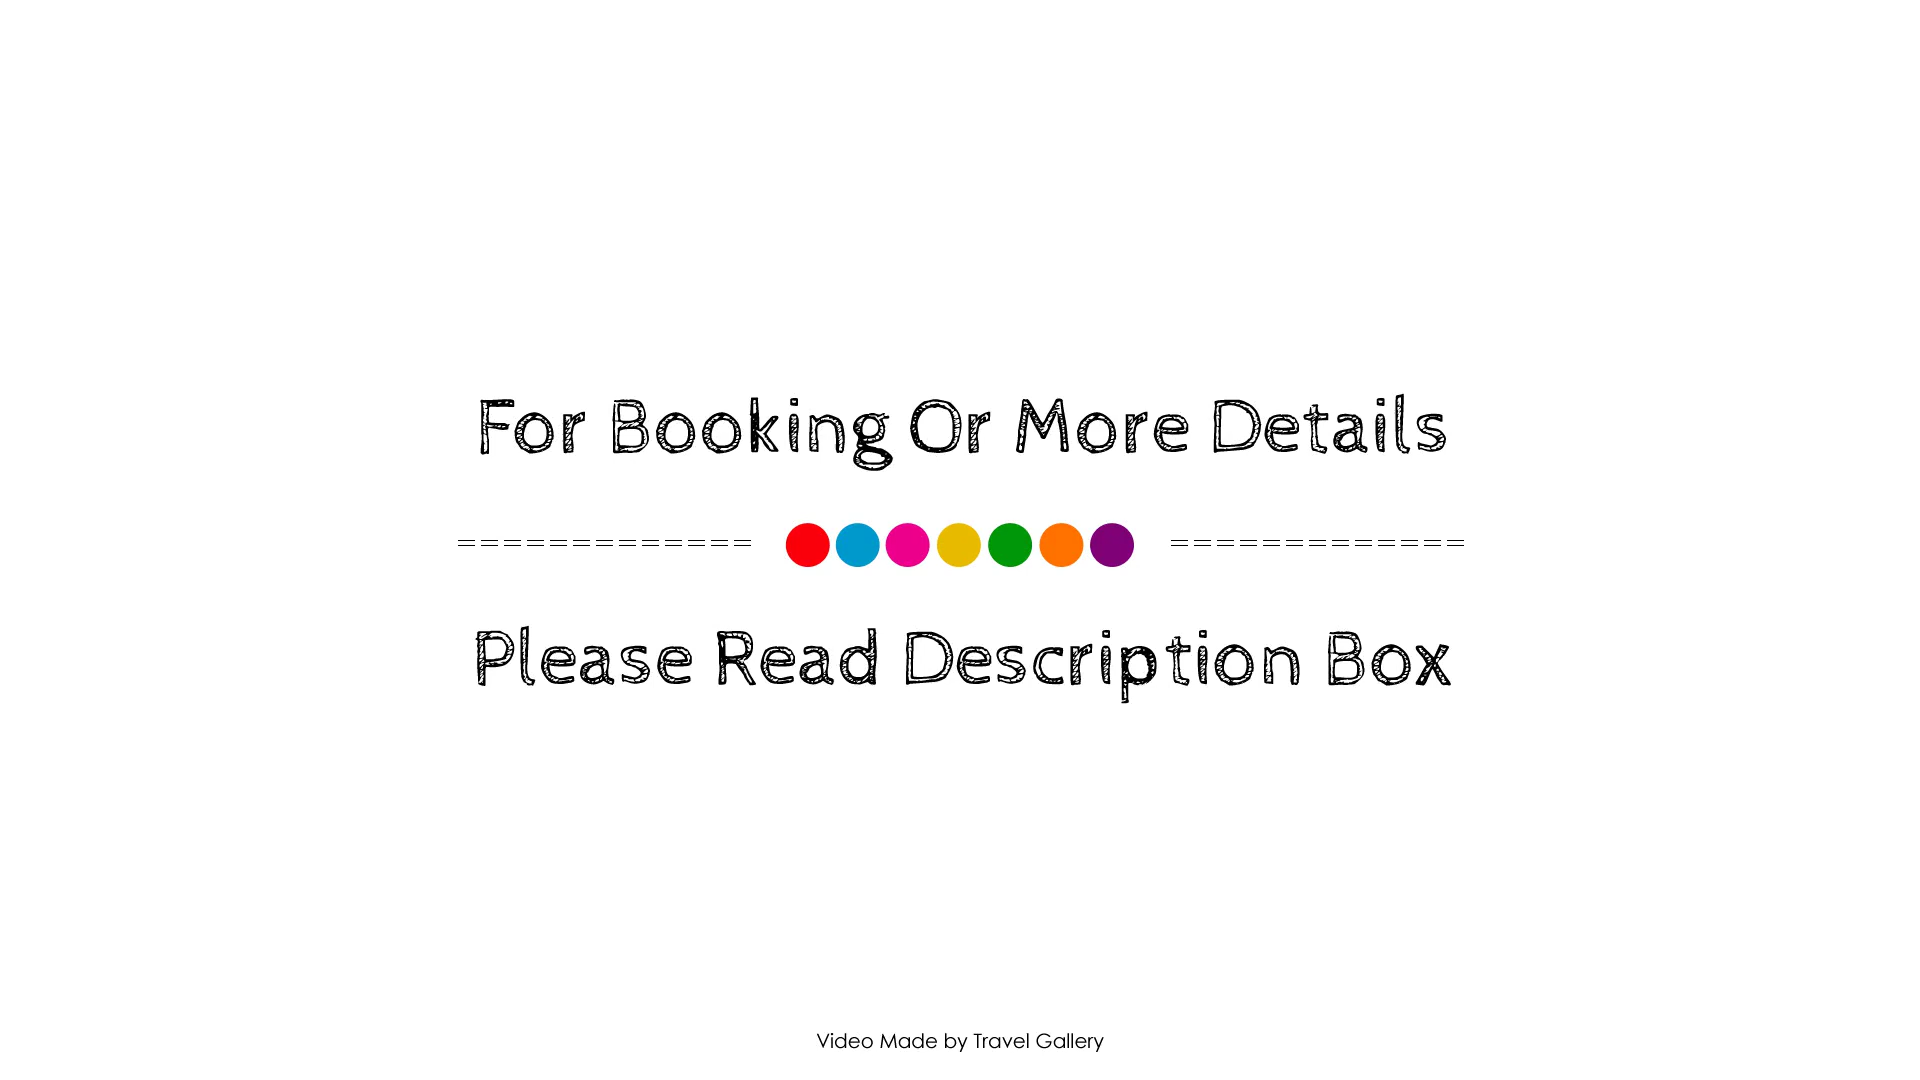 For Booking Or More Details
============= =============
Please Read Description Box
Video Made by Travel Gallery